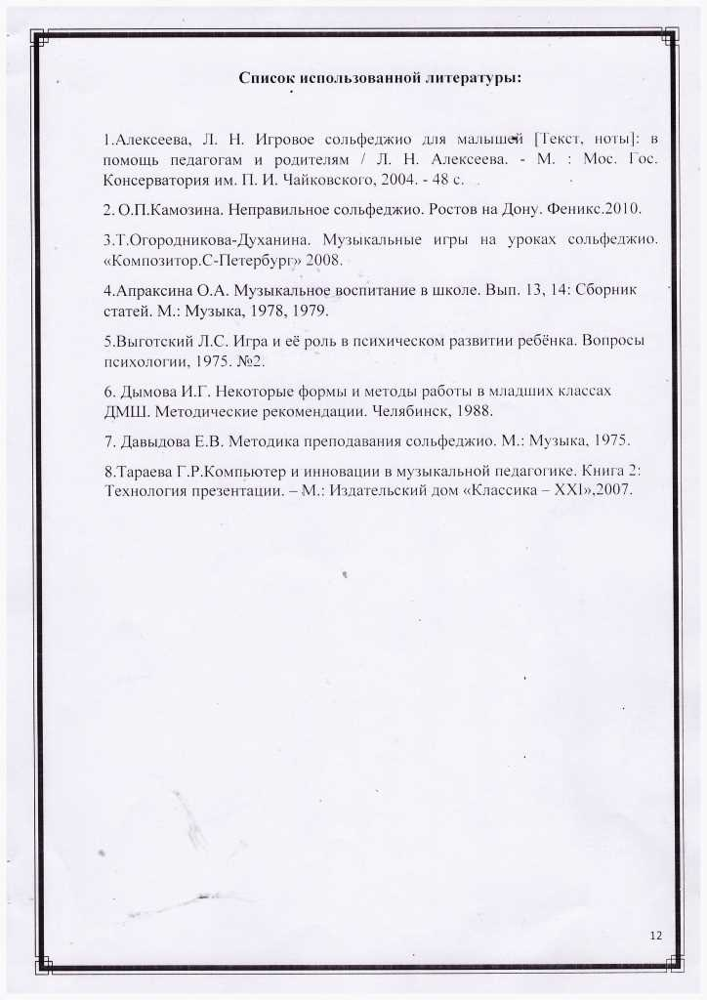 Список использованной литературы:
1.Алексеева, Л. Н. Игровое сольфеджио для малышей [Текст, ноты]: в
помощь педагогам и родителям / Л. Н. Алексеева. - М. : Мос. Гос.
Консерватория им. П. И. Чайковского, 2004. - 48 с.
2. О.П.Камозина. Неправильное сольфеджио. Ростов на Дону. Феникс.2010.
3.Т.Огородникова-Духанина. Музыкальные игры на уроках сольфеджио.
«Композитор.С-Петербург» 2008.
4.Апраксина О.А. Музыкальное воспитание в школе. Вып. 13, 14: Сборник
статей. М.: Музыка, 1978, 1979.
5.Выготский Л.С. Игра и её роль в психическом развитии ребёнка. Вопросы
психологии, 1975. №2.
6. Дымова И.Г. Некоторые формы и методы работы в младших классах
ДМШ. Методические рекомендации. Челябинск, 1988.
7. Давыдова Е.В. Методика преподавания сольфеджио. М.: Музыка, 1975.
8.Тараева Г.Р.Компьютер и инновации в музыкальной педагогике. Книга 2:
Технология презентации. – М.: Издательский дом «Классика – XXI»,2007.
12